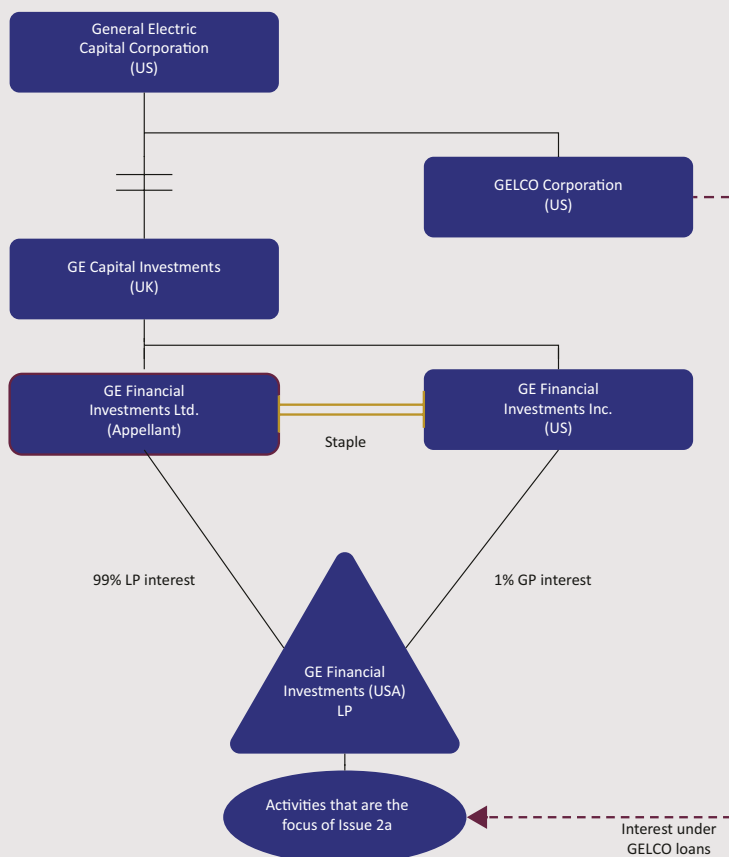 General Electric
Capital Corporation
(US)
GELCO Corporation
(US)
GE Capital Investments
(UK)
GE Financial
Investments Ltd.
(Appellant)
Staple
GE Financial
Investments Inc.
(US)
99% LP interest
1% GP interest
GE Financial
Investments (USA)
LP
Activities that are the
focus of Issue 2a
Interest under
GELCO loans